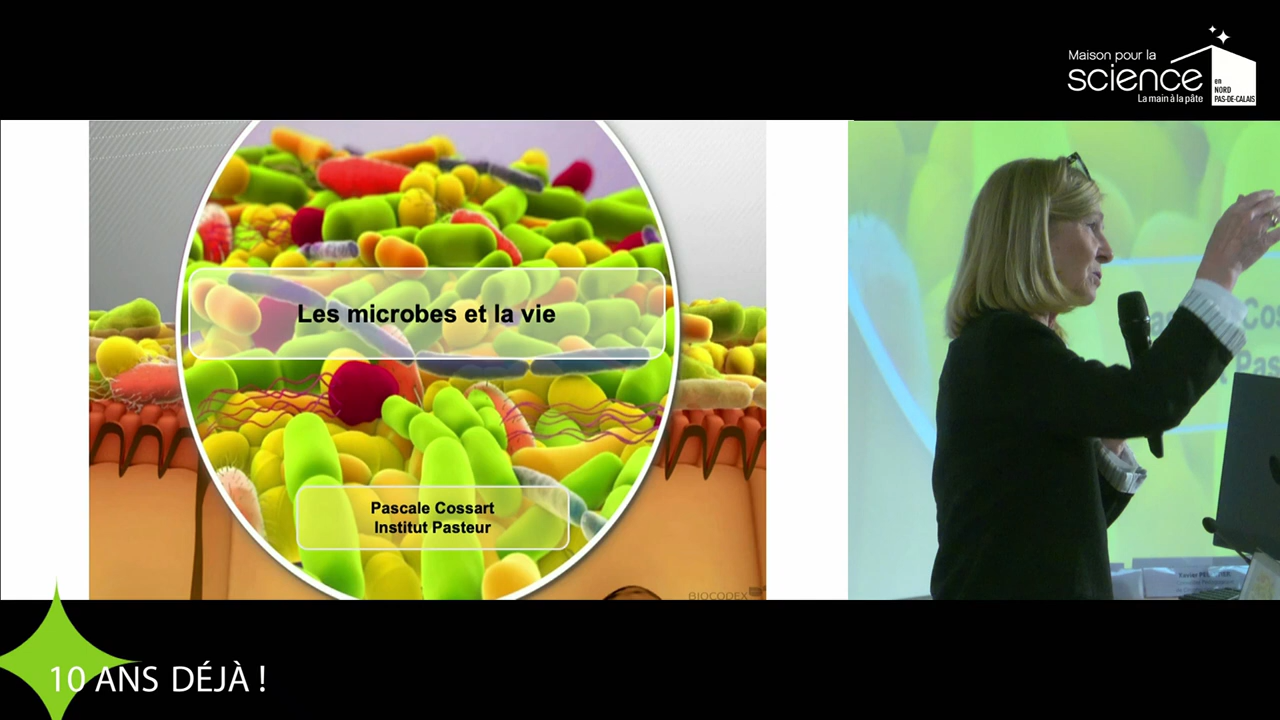 Maison pour la
science
en
NORD
PAS-DE-CALAIS
La main à la pâte
Les microbes et la vie
Pascale Cossart
Institut Pasteur
BIOCODEX
Xavier
10 ANS DÉJÀ !